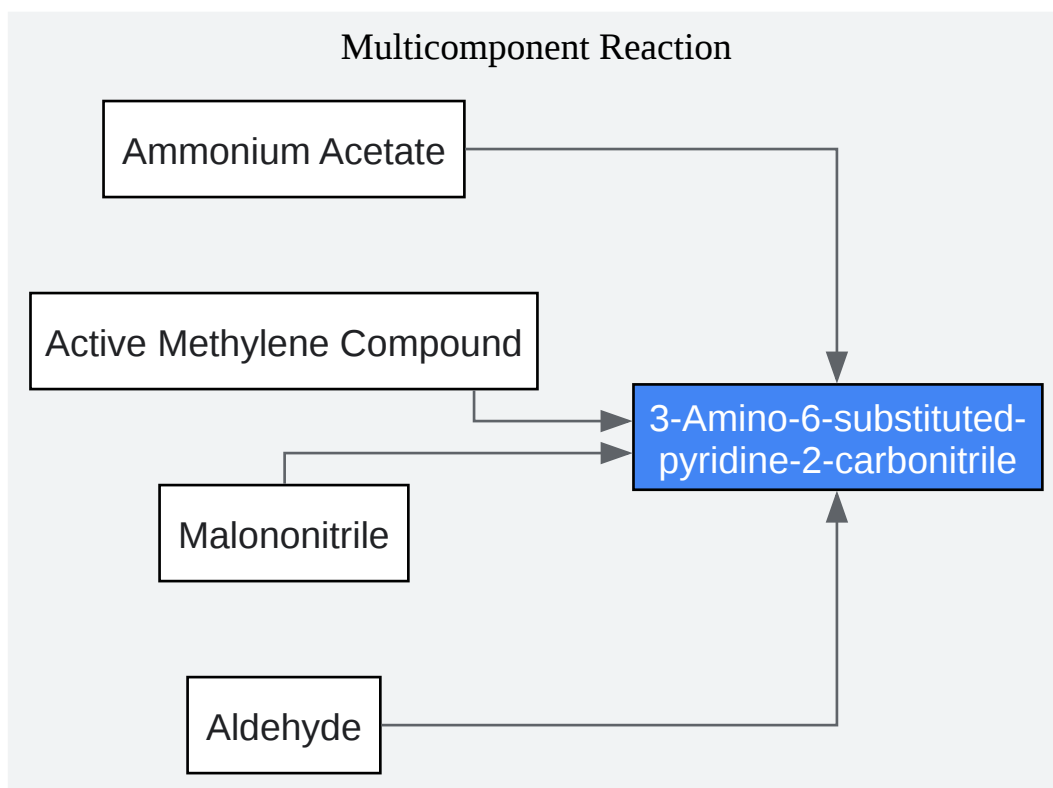 Multicomponent Reaction
Ammonium Acetate
Active Methylene Compound
3-Amino-6-substituted-
pyridine-2-carbonitrile
Malononitrile
Aldehyde